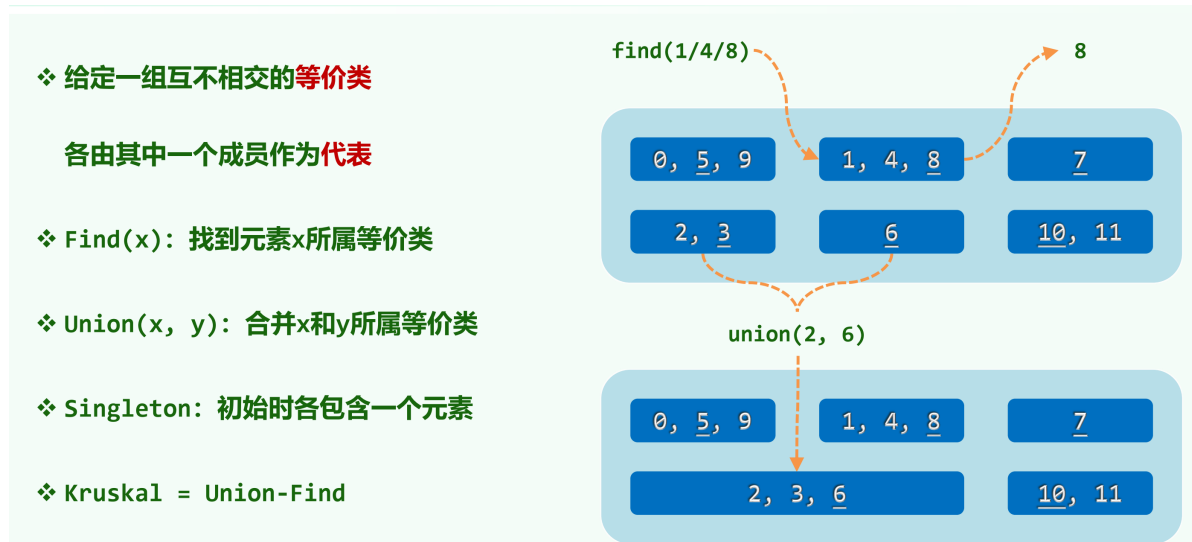 ❖ 给定一组互不相交的等价类
各由其中一个成员作为代表
❖ Find(x): 找到元素x所属等价类
❖ Union(x, y): 合并x和y所属等价类
❖ Singleton: 初始时各包含一个元素
❖ Kruskal = Union-Find
find(1/4/8)
8
0, 5, 9
1, 4, 8
7
2, 3
6
10, 11
union(2, 6)
0, 5, 9
1, 4, 8
7
2, 3, 6
10, 11